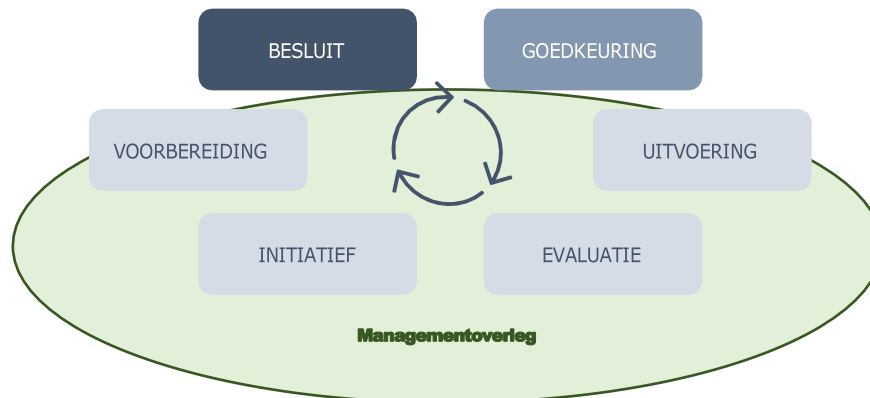 BESLUIT
GOEDKEURING
VOORBEREIDING
UITVOERING
INITIATIEF
EVALUATIE
Managementoverleg